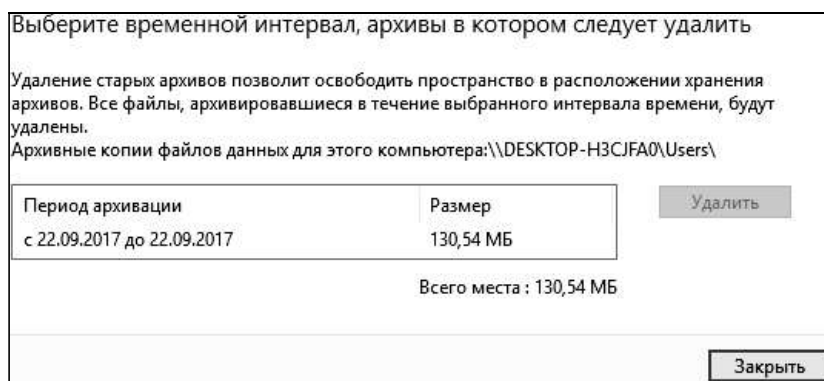 Выберите временной интервал, архивы в котором следует удалить
Удаление старых архивов позволит освободить пространство в расположении хранения
архивов. Все файлы, архивировавшиеся в течение выбранного интервала времени, будут
удалены.
Архивные копии файлов данных для этого компьютера:\\DESKTOP-H3CJFA0\Users\
Период архивации Размер Удалить
с 22.09.2017 до 22.09.2017 130,54 МБ
Всего места : 130,54 МБ
Закрыть